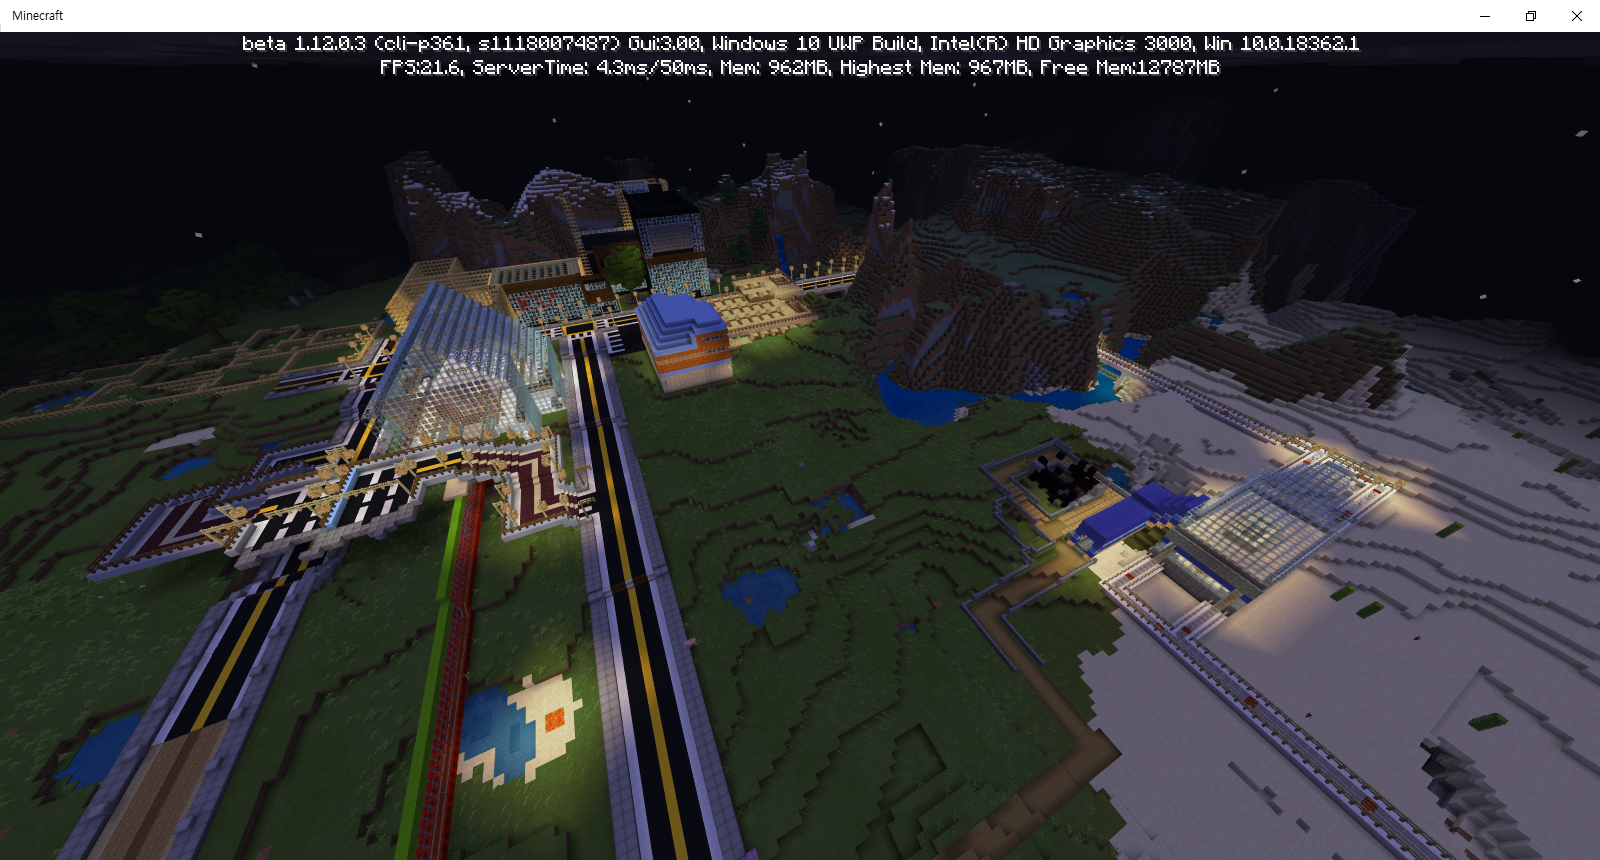 Minecraft
beta 1.12.0.3 (cli-p361, s1118007487) Gui:3.00, Windows 10 UWP Build, Intel(R) HD Graphics 3000, Win 10.0.18362.1
FPS:21.6, ServerTime: 4.3ms/50ms, Mem: 962MB, Highest Mem: 967MB, Free Mem:12787MB